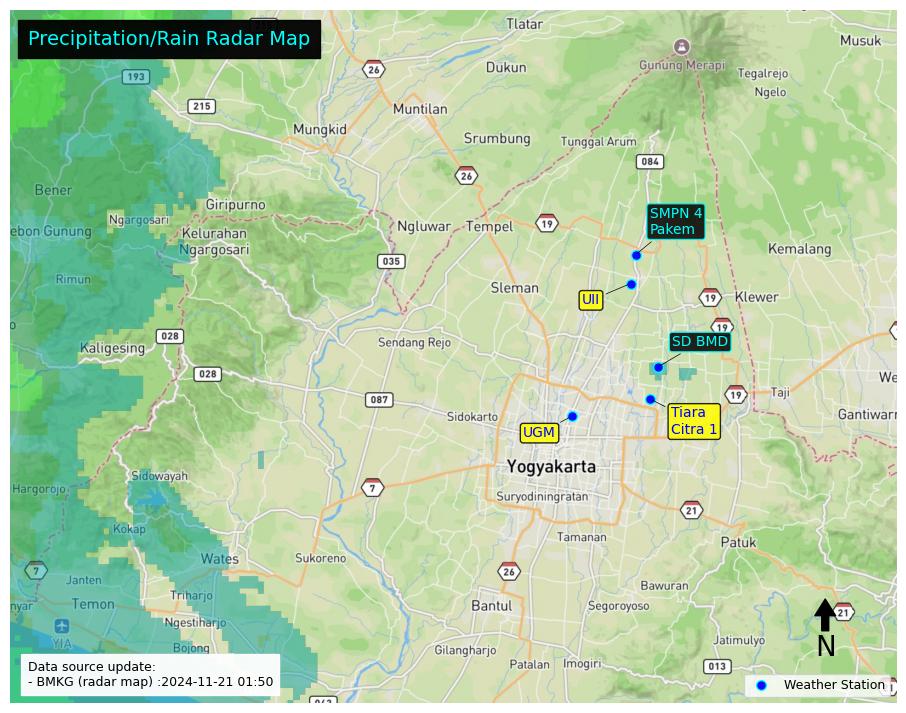 Precipitation/Rain Radar Map
Tlatar
Musuk
26
Gunung Merapi
Dukun
Tegalrejo
193
Ngelo
215
Muntilan
Mungkid
Srumbung
Tunggal Arum
084
26
Bener
Giripurno
SMPN 4
Pakem
Ngargosari
Ngluwar
Tempel
19
ebon Gunung
Kelurahan
Ngargosari
Kemalang
035
Rimun
Sleman
UII
19
Klewer
19
028
Sendang Rejo
SD BMD
Kaligesing
028
We
Taji
19
087
Sidokarto
Tiara
Citra 1
Gantiwarn
UGM
Yogyakarta
Sidowayah
Hargorojo
7
Suryodiningratan
21
Kokap
Tamanan
Patuk
Wates
Sukoreno
7
26
Janten
Bawuran
Triharjo
nyar
Temon
Bantul
Segoroyoso
21
Ngestiharjo
YIA
Jatimulyo
N
Bojong
Gilangharjo
Patalan
Imogiri
013
Data source update:
- BMKG (radar map) :2024-11-21 01:50
Weather Station